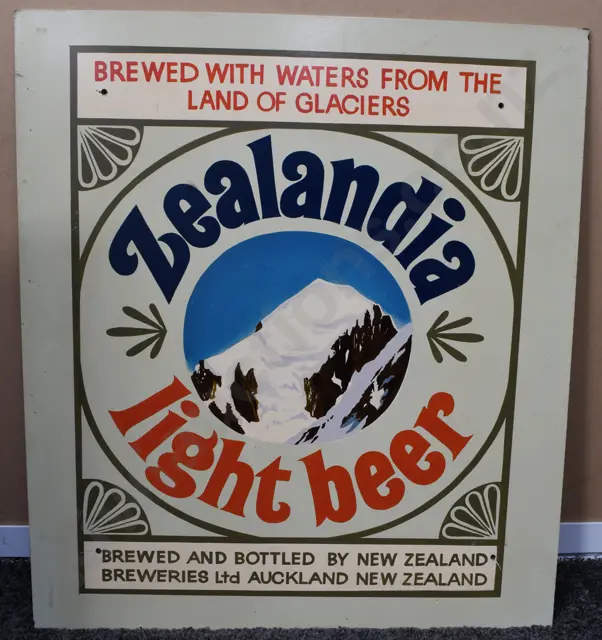 BREWED WITH WATERS FROM THE
LAND OF GLACIERS
Zealandia
light beer
BREWED AND BOTTLED BY NEW ZEALAND
BREWERIES Ltd AUCKLAND NEW ZEALAND